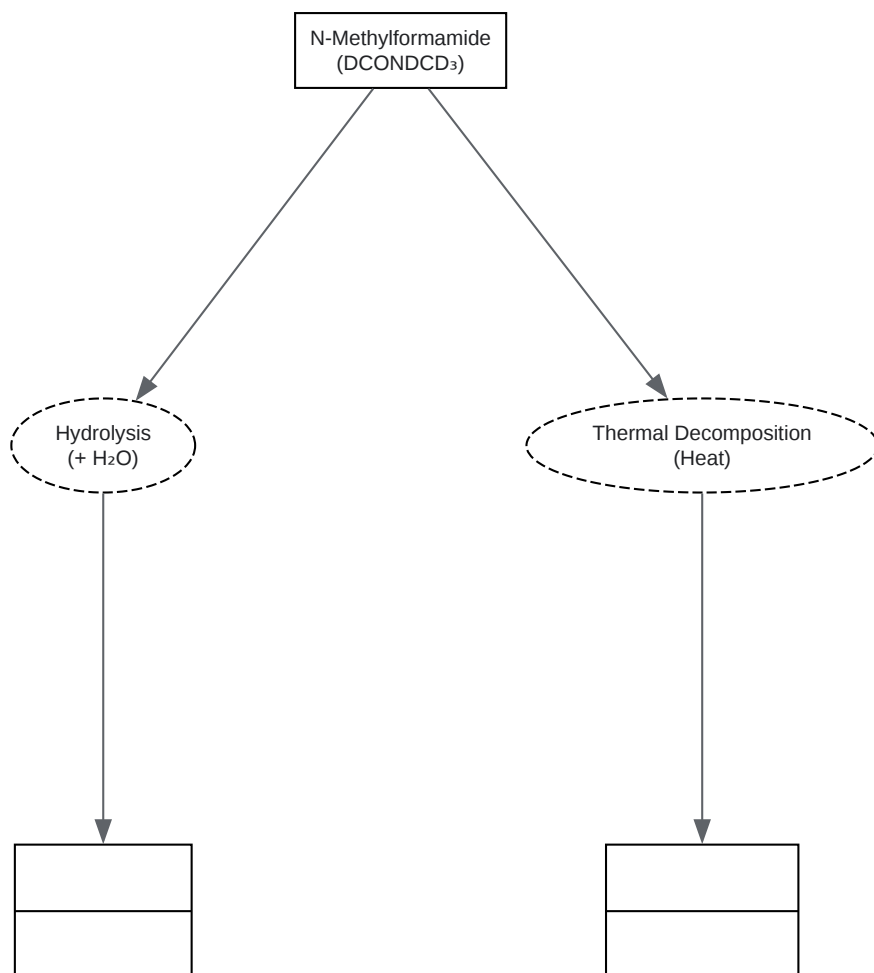 N-Methylformamide
(DCONDCD₃)
Hydrolysis
(+ H₂O)
Thermal Decomposition
(Heat)